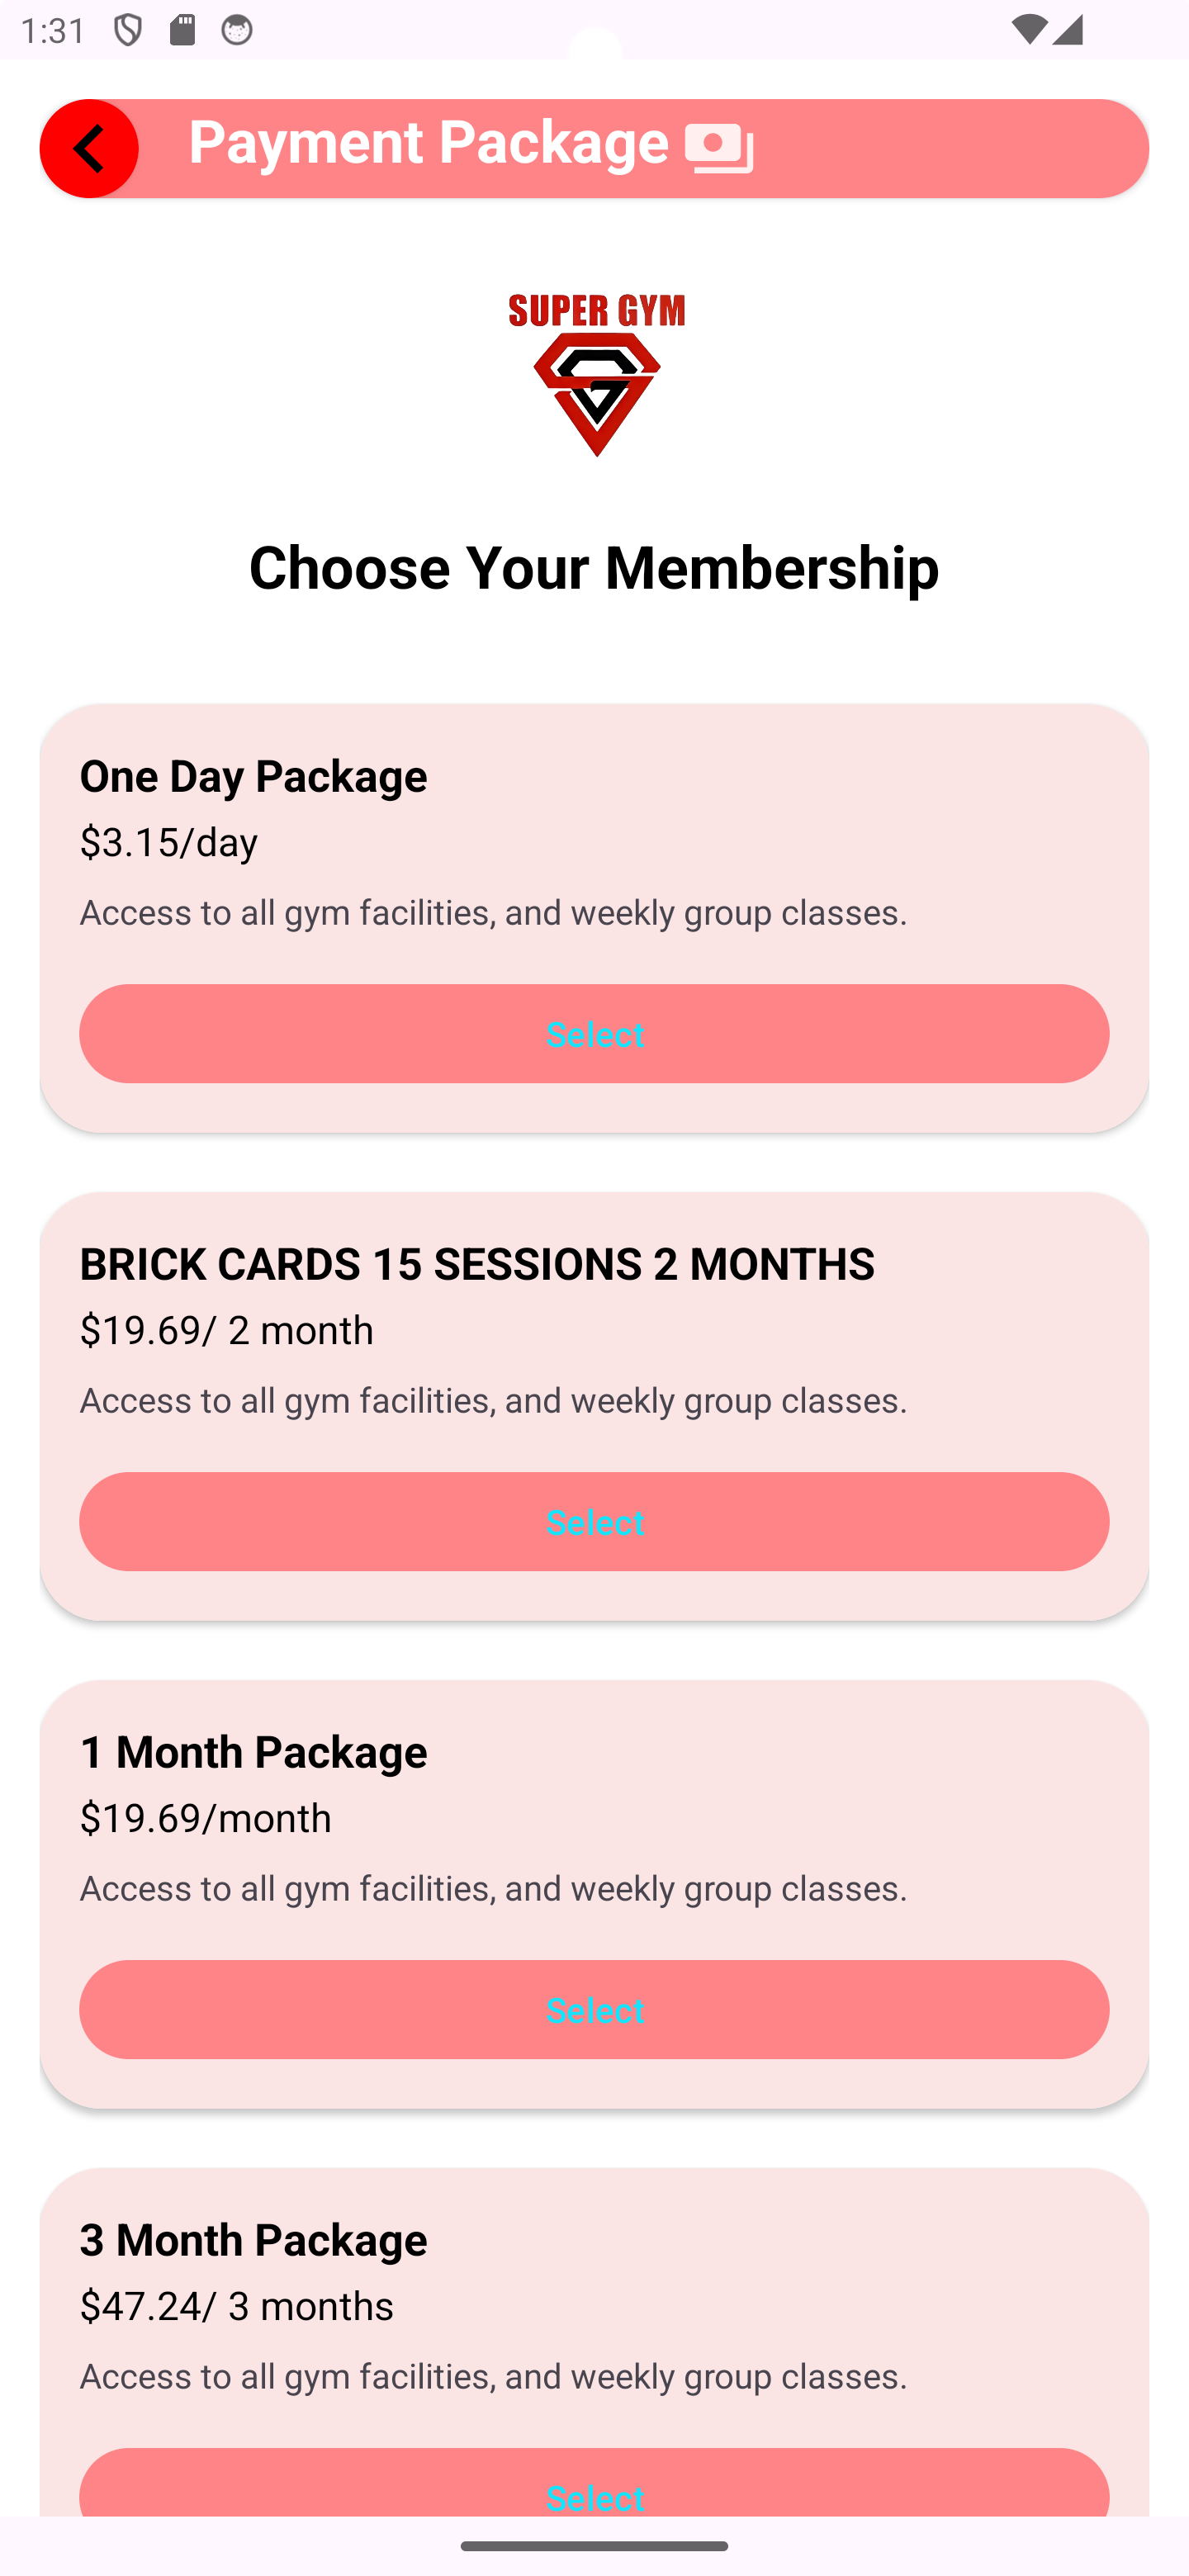 1:31
Payment Package
SUPER GYM
Choose Your Membership
One Day Package
$3.15/day
Access to all gym facilities, and weekly group classes.
Select
BRICK CARDS 15 SESSIONS 2 MONTHS
$19.69/ 2 month
Access to all gym facilities, and weekly group classes.
Select
1 Month Package
$19.69/month
Access to all gym facilities, and weekly group classes.
Select
3 Month Package
$47.24/ 3 months
Access to all gym facilities, and weekly group classes.
Select